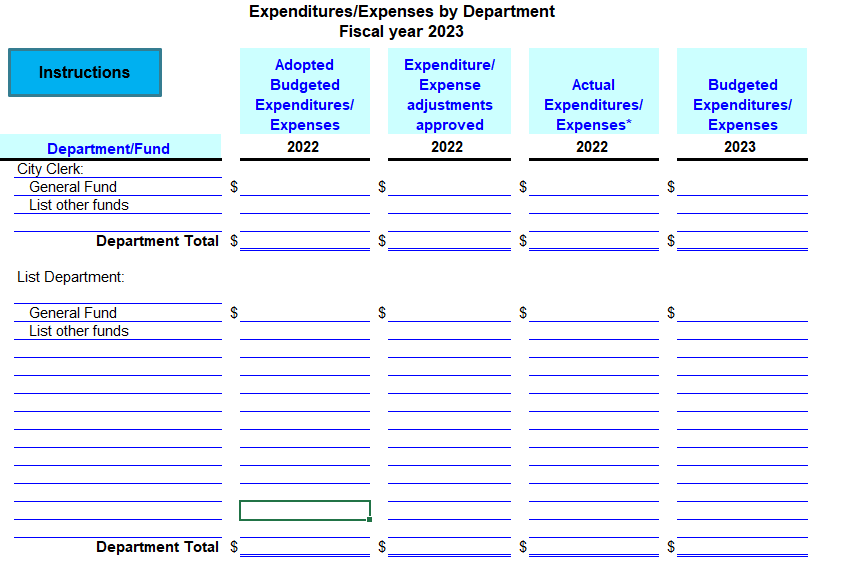 Expenditures/Expenses by Department
Fiscal year 2023
Instructions
Adopted Budgeted Expenditures/ Expenses
Expenditure/ Expense adjustments approved
Actual Expenditures/ Expenses*
Budgeted Expenditures/ Expenses
Department/Fund 2022 2022 2022 2023
City Clerk:
General Fund $ $ $ $
List other funds
Department Total $ $ $ $
List Department:
General Fund $ $ $ $
List other funds
Department Total $ $ $ $